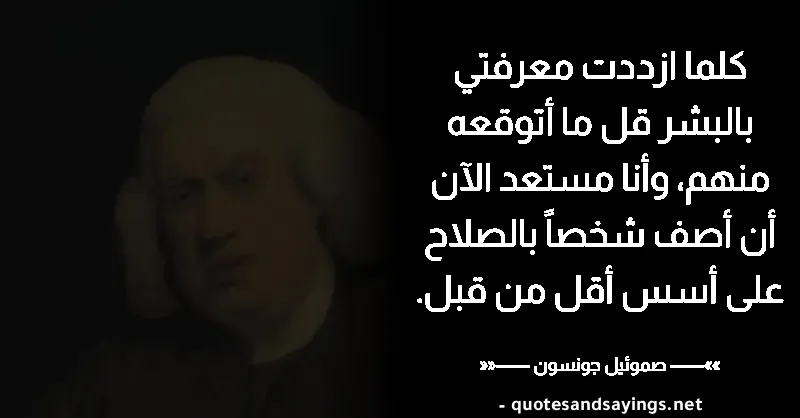 كلما ازددت معرفتي
بالبشر قل ما أتوقعه
منهم، وأنا مستعد الآن
أن أصف شخصاً بالصلاح
على أسس أقل من قبل.
»»—— صموئيل جونسون ——««
- quotesandsayings.net